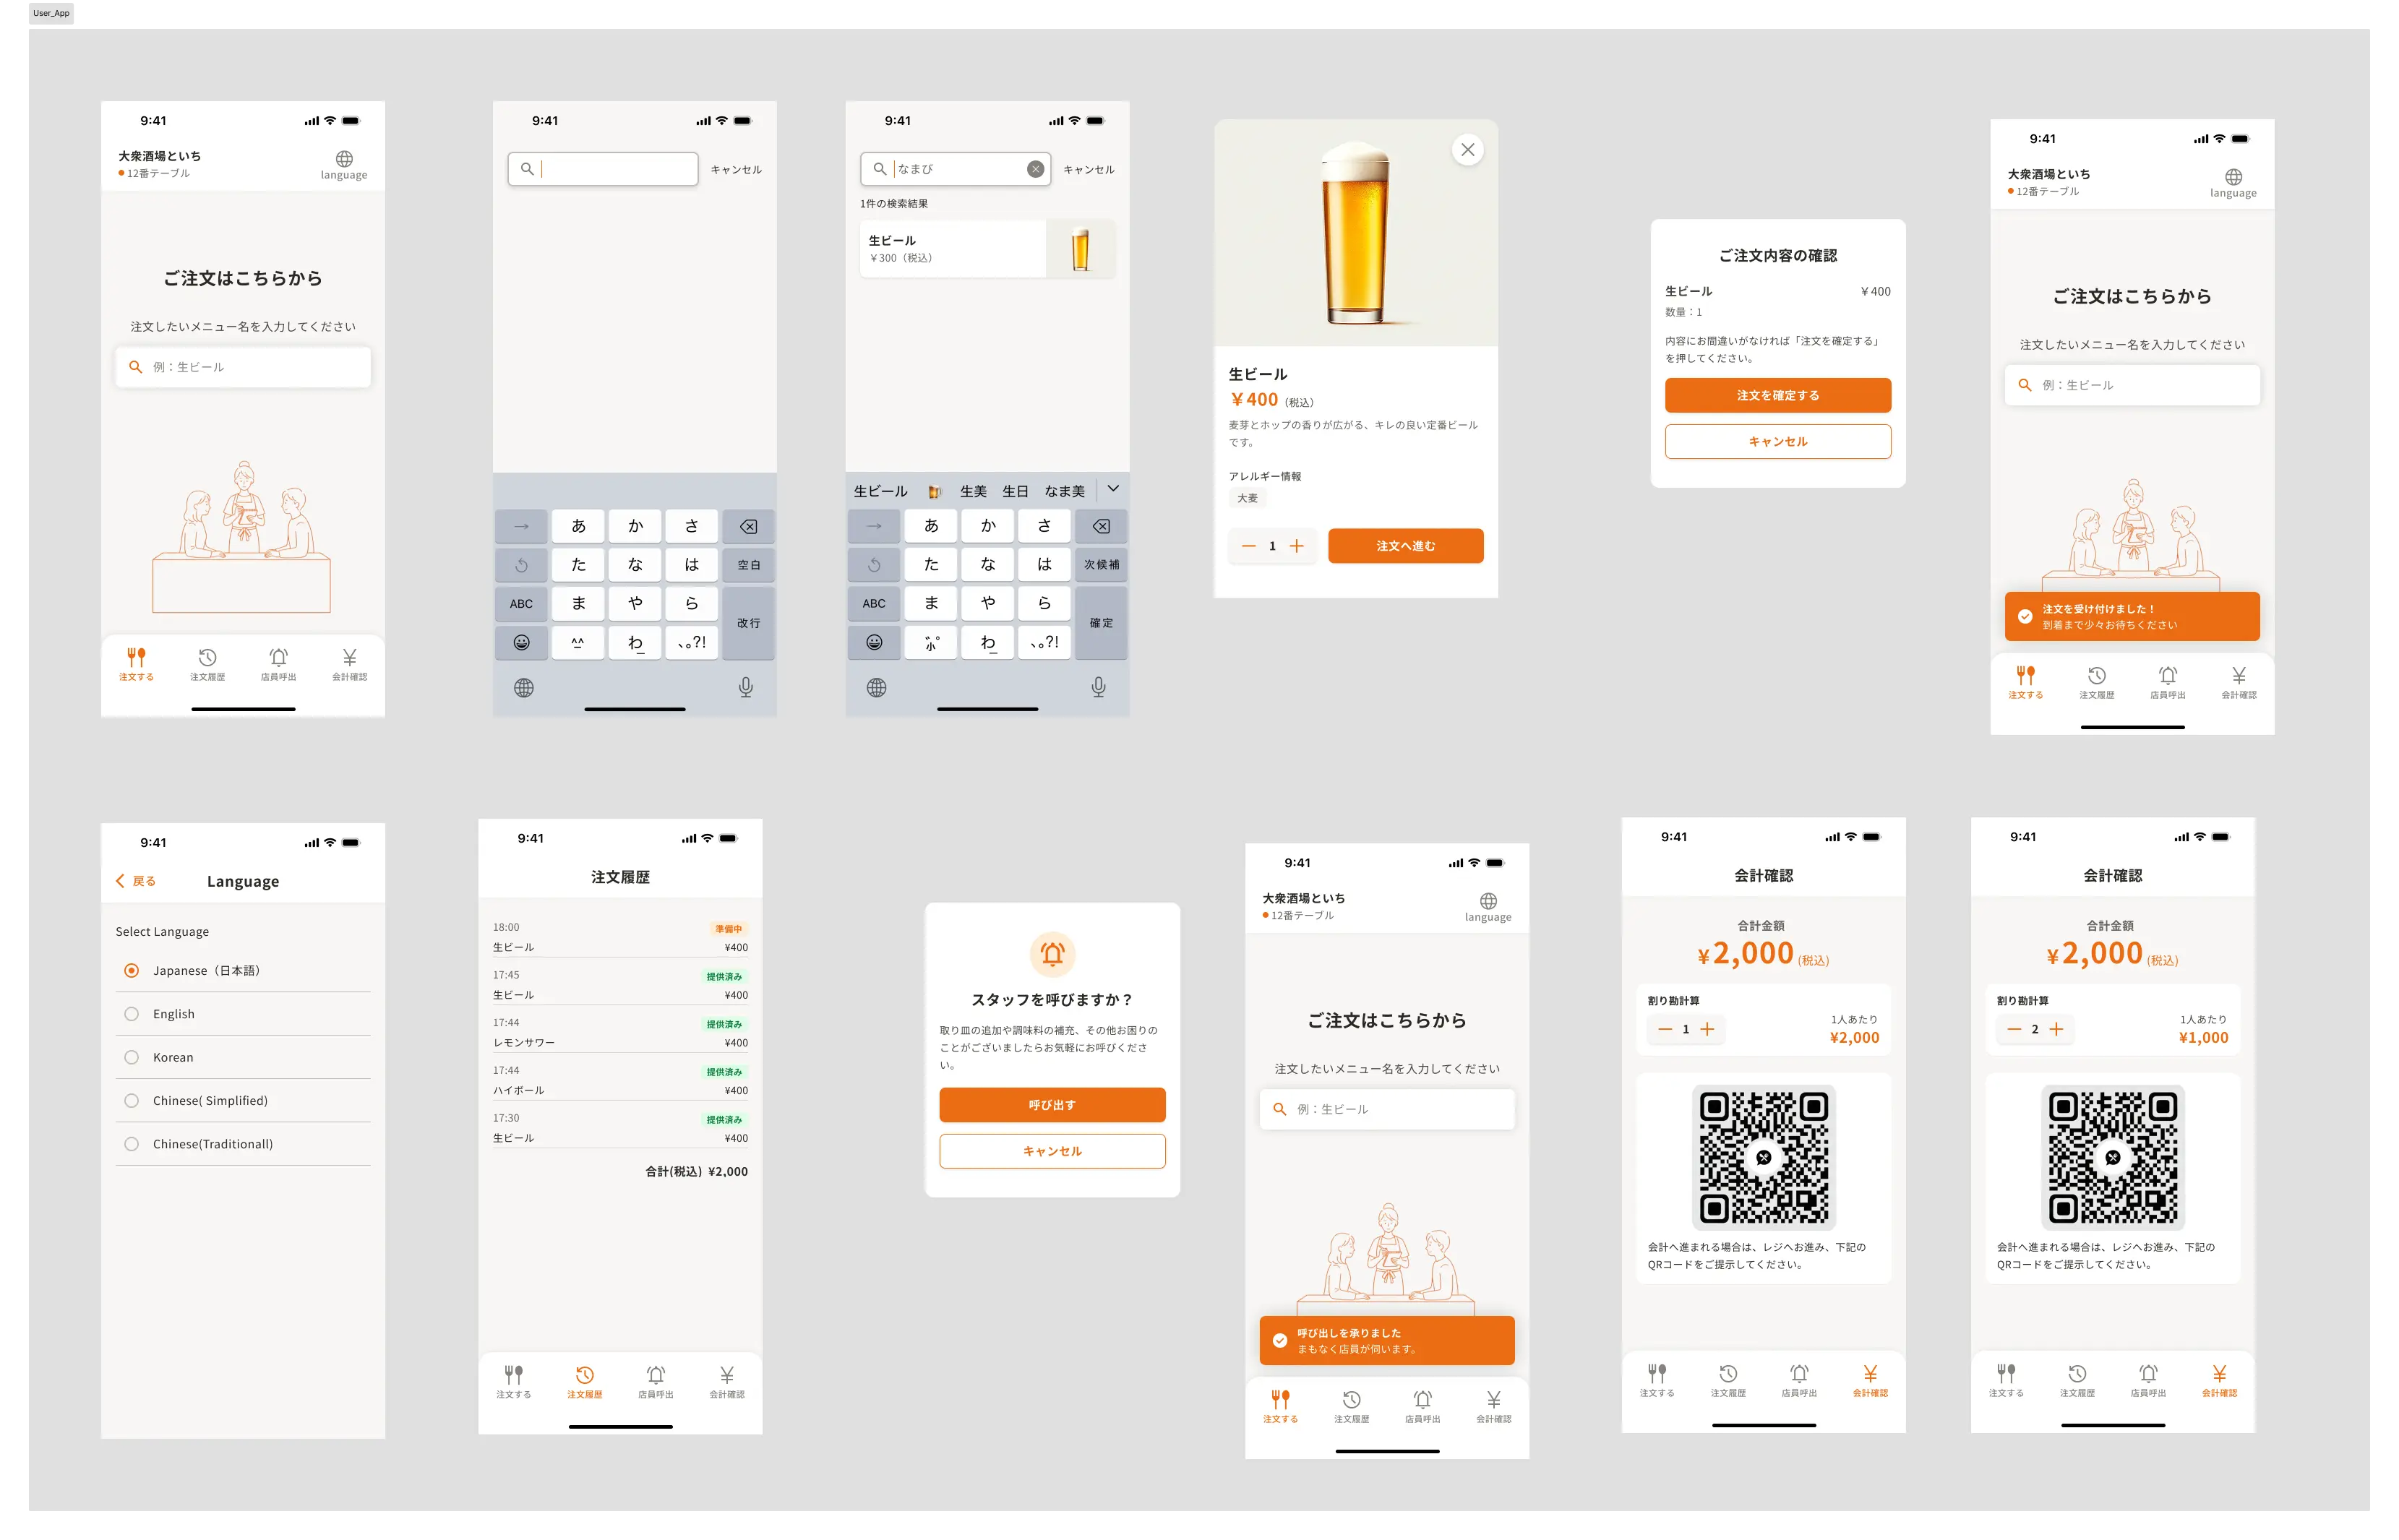 User_App
9:41
大衆酒場といち
12番テーブル
language
ご注文はこちらから
注文したいメニュー名を入力してください
例：生ビール
注文する
注文履歴
店員呼出
会計確認
9:41
キャンセル
→
あ
か
さ
た
な
は
空白
ABC
ま
や
ら
改行
^^
わ
､｡?!
9:41
なまび
キャンセル
1件の検索結果
生ビール
￥300（税込）
生ビール
🍺
生美
生日
なま美
→
あ
か
さ
た
な
は
次候補
ABC
ま
や
ら
確定
小
わ
､｡?!
生ビール
￥400（税込）
麦芽とホップの香りが広がる、キレの良い定番ビール
です。
アレルギー情報
大麦
1
注文へ進む
ご注文内容の確認
生ビール ￥400
数量：1
内容にお間違いがなければ「注文を確定する」
を押してください。
注文を確定する
キャンセル
9:41
大衆酒場といち
12番テーブル
language
ご注文はこちらから
注文したいメニュー名を入力してください
例：生ビール
注文を受け付けました！
到着まで少々お待ちください
注文する
注文履歴
店員呼出
会計確認
9:41
戻る
Language
Select Language
Japanese（日本語）
English
Korean
Chinese( Simplified)
Chinese(Traditionall)
9:41
注文履歴
18:00 準備中
生ビール ¥400
17:45 提供済み
生ビール ¥400
17:44 提供済み
レモンサワー ¥400
17:44 提供済み
ハイボール ¥400
17:30 提供済み
生ビール ¥400
合計(税込) ¥2,000
注文する
注文履歴
店員呼出
会計確認
スタッフを呼びますか？
取り皿の追加や調味料の補充、その他お困りの
ことがございましたらお気軽にお呼びくださ
い。
呼び出す
キャンセル
9:41
大衆酒場といち
12番テーブル
language
ご注文はこちらから
注文したいメニュー名を入力してください
例：生ビール
呼び出しを承りました
まもなく店員が伺います。
注文する
注文履歴
店員呼出
会計確認
9:41
会計確認
合計金額
¥2,000(税込)
割り勘計算
1
1人あたり
¥2,000
会計へ進まれる場合は、レジへお進み、下記の
QRコードをご提示してください。
注文する
注文履歴
店員呼出
会計確認
9:41
会計確認
合計金額
¥2,000(税込)
割り勘計算
2
1人あたり
¥1,000
会計へ進まれる場合は、レジへお進み、下記の
QRコードをご提示してください。
注文する
注文履歴
店員呼出
会計確認